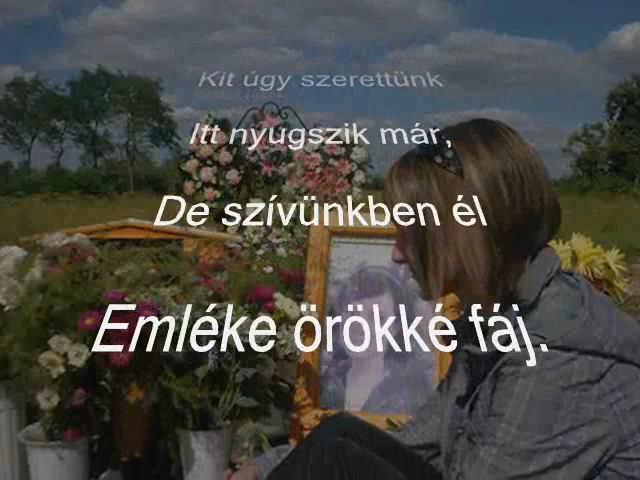 Kit úgy szerettünk
Itt nyugszik már,
De szívünkben él
Emléke örökké fáj.